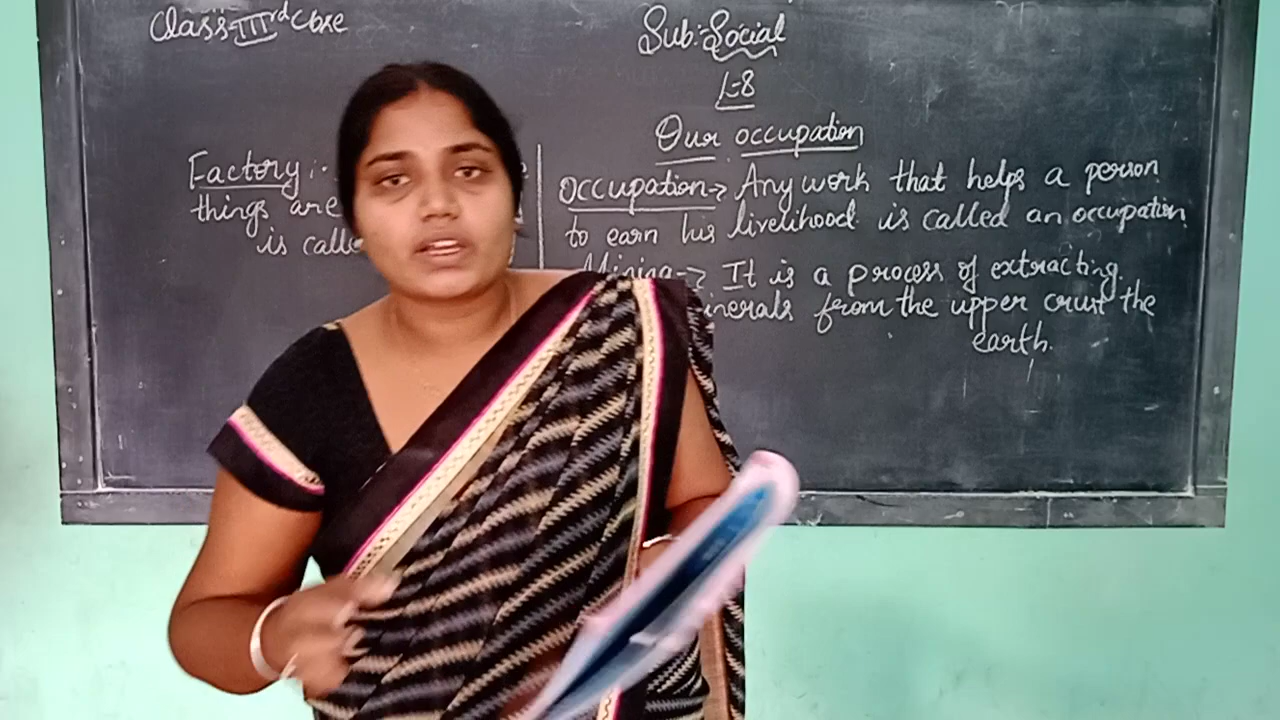 Class-IIIrd CBSE
Sub:-Social
L-8
Our occupation
Factory :-
things are
is calle
Occupation-> Any work that helps a person
to earn his livelihood is called an occupation
Mining-> It is a process of extracting
inerals from the upper crust the
earth.